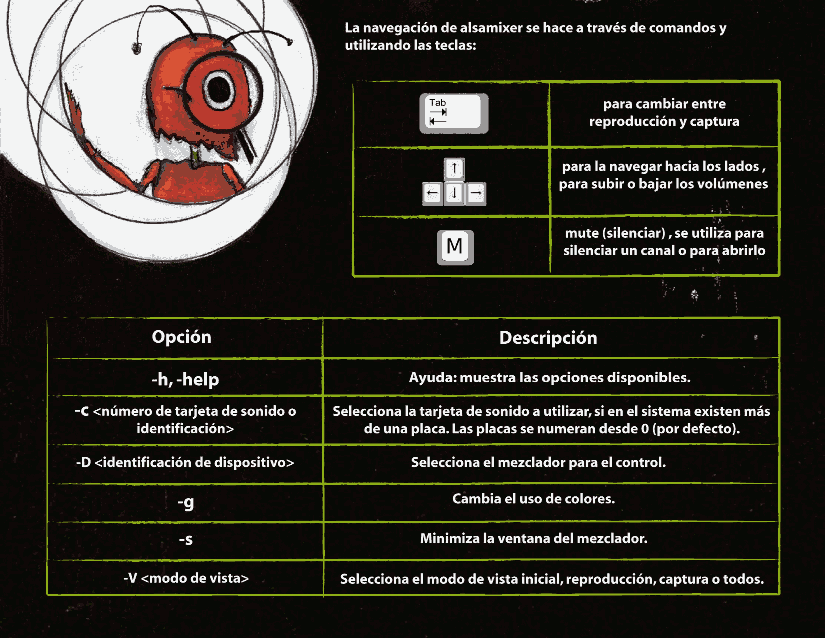 La navegación de alsamixer se hace a través de comandos y
utilizando las teclas:
Tab
para cambiar entre
reproducción y captura
↑
← ↓ →
para la navegar hacia los lados ,
para subir o bajar los volúmenes
M
mute (silenciar) , se utiliza para
silenciar un canal o para abrirlo
Opción
Descripción
-h, -help
Ayuda: muestra las opciones disponibles.
-c <número de tarjeta de sonido o
identificación>
Selecciona la tarjeta de sonido a utilizar, si en el sistema existen más
de una placa. Las placas se numeran desde 0 (por defecto).
-D <identificación de dispositivo>
Selecciona el mezclador para el control.
-g
Cambia el uso de colores.
-s
Minimiza la ventana del mezclador.
-V <modo de vista>
Selecciona el modo de vista inicial, reproducción, captura o todos.